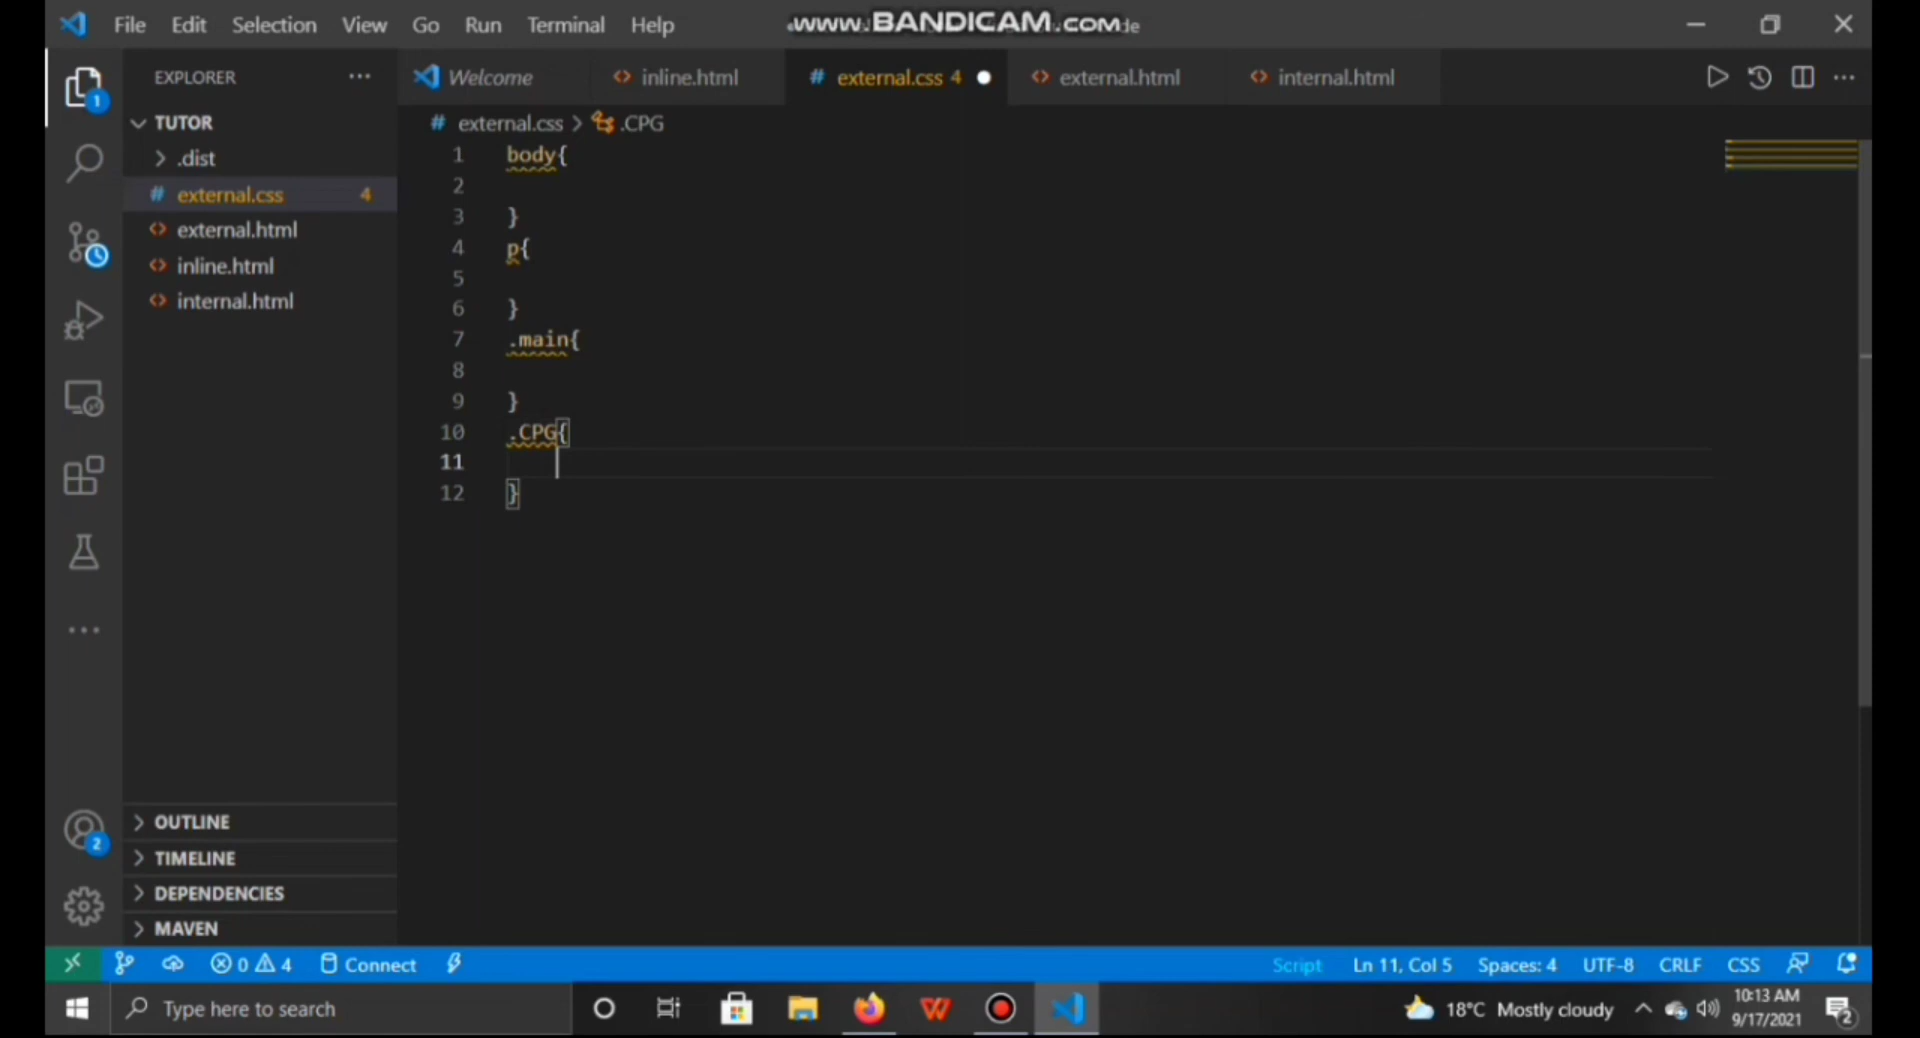 File Edit Selection View Go Run Terminal Help
www.BANDICAM.com
de
EXPLORER
Welcome
inline.html
external.css 4
external.html
internal.html
TUTOR
.dist
external.css 4
external.html
inline.html
internal.html
external.css > .CPG
1 body{
2
3 }
4 p{
5
6 }
7 .main{
8
9 }
10 .CPG{
11
12 }
1
2
OUTLINE
TIMELINE
DEPENDENCIES
MAVEN
0 4 Connect
Script Ln 11, Col 5 Spaces: 4 UTF-8 CRLF CSS
Type here to search
18°C Mostly cloudy
10:13 AM
9/17/2021
2